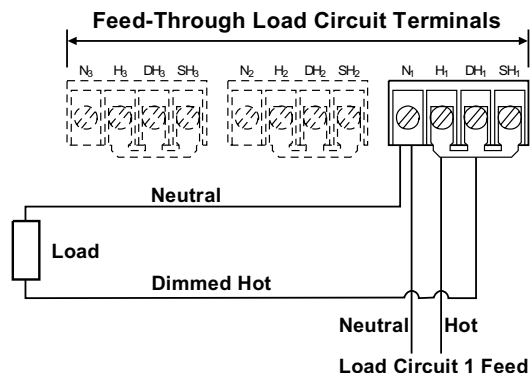 Feed-Through Load Circuit Terminals
N3 H3 DH3 SH3 N2 H2 DH2 SH2 N1 H1 DH1 SH1
Neutral
Load
Dimmed Hot
Neutral Hot
Load Circuit 1 Feed